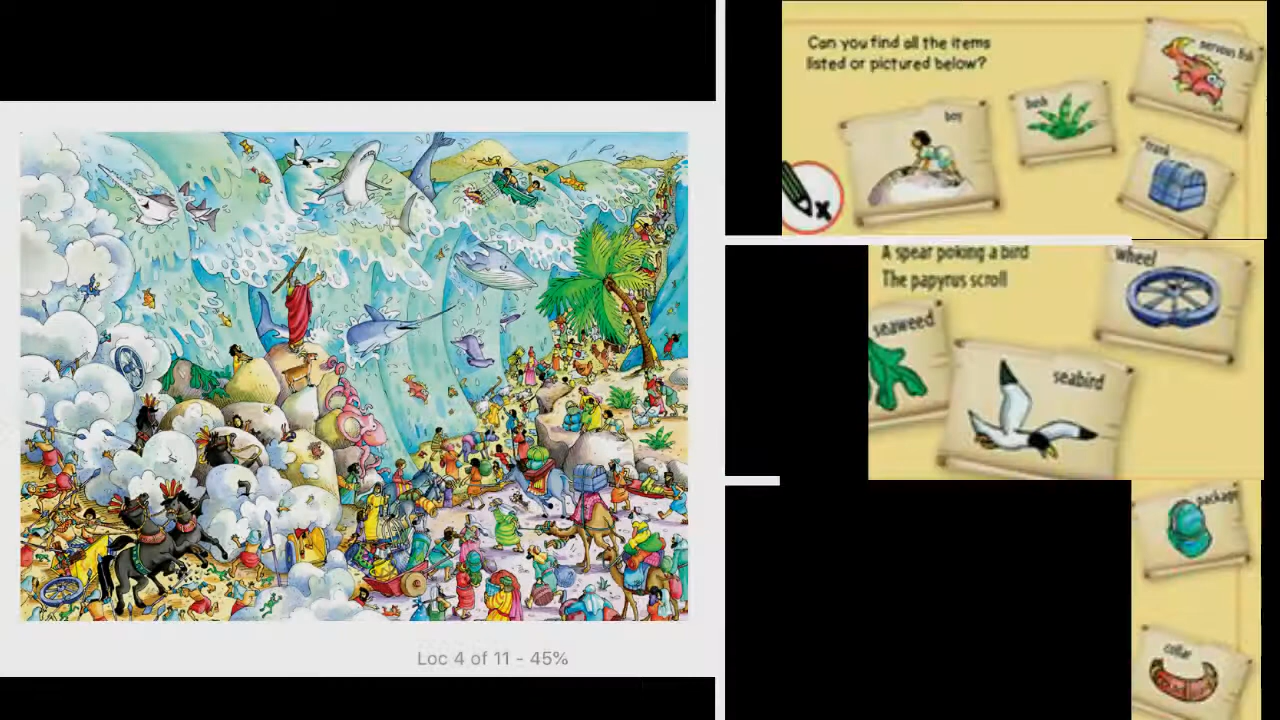 Can you find all the items
listed or pictured below?
nervous fish
boy
bush
trunk
A spear poking a bird
The papyrus scroll
wheel
seaweed
seabird
package
collar
x
Loc 4 of 11 - 45%